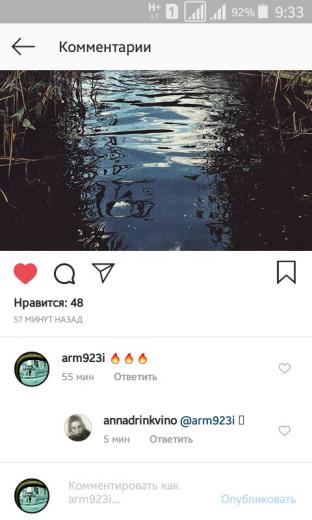 H+ 1 92% 9:33
Комментарии
Нравится: 48
57 МИНУТ НАЗАД
arm923i 🔥🔥🔥
55 мин Ответить
annadrinkvino @arm923i
5 мин Ответить
Комментировать как
arm923i...
Опубликовать